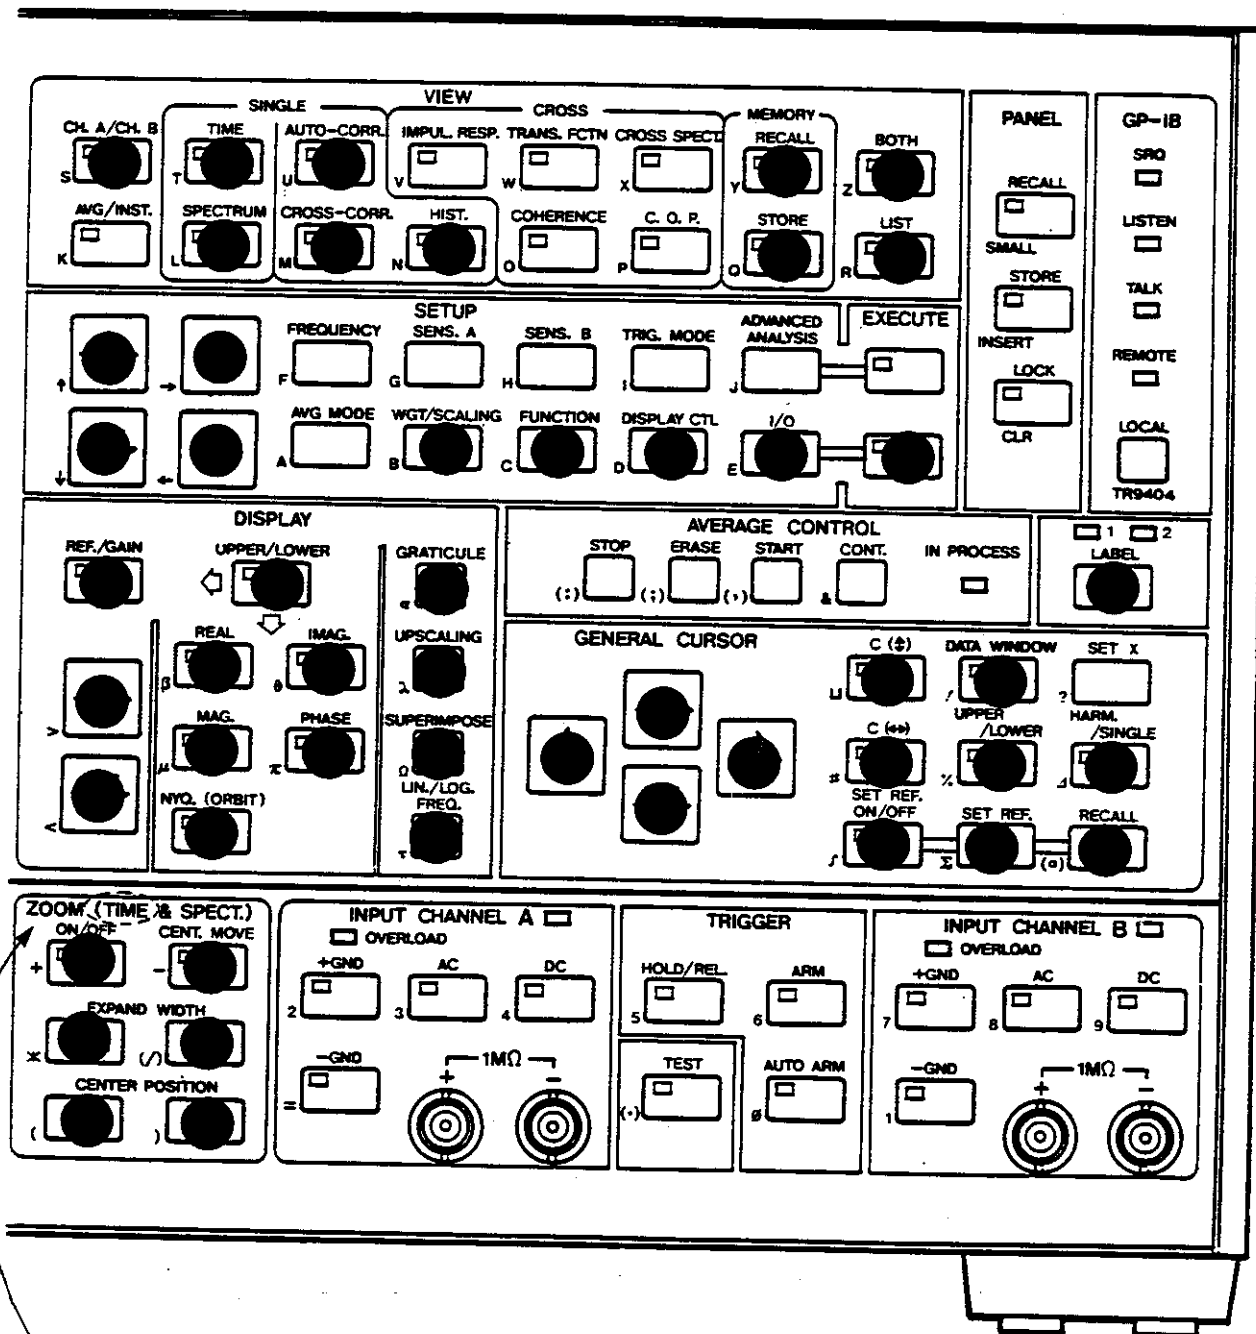 VIEW
SINGLE CROSS MEMORY
CH. A/CH. B TIME AUTO-CORR. IMPUL. RESP. TRANS. FCTN CROSS SPECT. RECALL BOTH
S T U V W X Y Z
AVG/INST. SPECTRUM CROSS-CORR. HIST. COHERENCE C. O. P. STORE LIST
K L M N O P Q R
PANEL
RECALL
SMALL
STORE
INSERT
LOCK
CLR
GP-IB
SRQ
LISTEN
TALK
REMOTE
LOCAL
TR9404
SETUP EXECUTE
FREQUENCY SENS. A SENS. B TRIG. MODE ADVANCED
ANALYSIS
↑ → F G H I J
AVG MODE WGT/SCALING FUNCTION DISPLAY CTL I/O
↓ ← A B C D E
DISPLAY
REF./GAIN UPPER/LOWER GRATICULE
α
REAL IMAG. UPSCALING
β θ λ
MAG. PHASE SUPERIMPOSE
> μ π Ω
NYQ. (ORBIT) LIN./LOG.
FREQ.
< τ
AVERAGE CONTROL
STOP ERASE START CONT. IN PROCESS
(:) (;) (,) &
1 2
LABEL
GENERAL CURSOR
C (⇕) DATA WINDOW SET X
⊔ ! ?
C (⇔) UPPER
/LOWER HARM.
/SINGLE
# % ⅃
SET REF.
ON/OFF SET REF. RECALL
∫ Σ (¤)
ZOOM (TIME & SPECT.)
ON/OFF CENT. MOVE
+ −
EXPAND WIDTH
* (/)
CENTER POSITION
( )
INPUT CHANNEL A
OVERLOAD
+GND AC DC
2 3 4
−GND 1MΩ
= + −
TRIGGER
HOLD/REL. ARM
5 6
TEST AUTO ARM
(·) Ø
INPUT CHANNEL B
OVERLOAD
+GND AC DC
7 8 9
−GND 1MΩ
1 + −